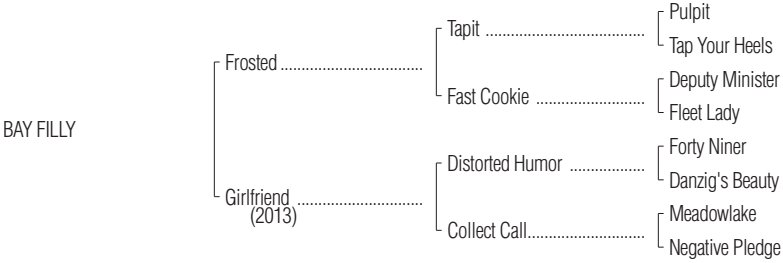 Pulpit
Tapit ................................
Tap Your Heels
Frosted .............................
Deputy Minister
Fast Cookie ......................
Fleet Lady
BAY FILLY
Forty Niner
Distorted Humor ...............
Danzig's Beauty
Girlfriend .........................
(2013)
Meadowlake
Collect Call........................
Negative Pledge